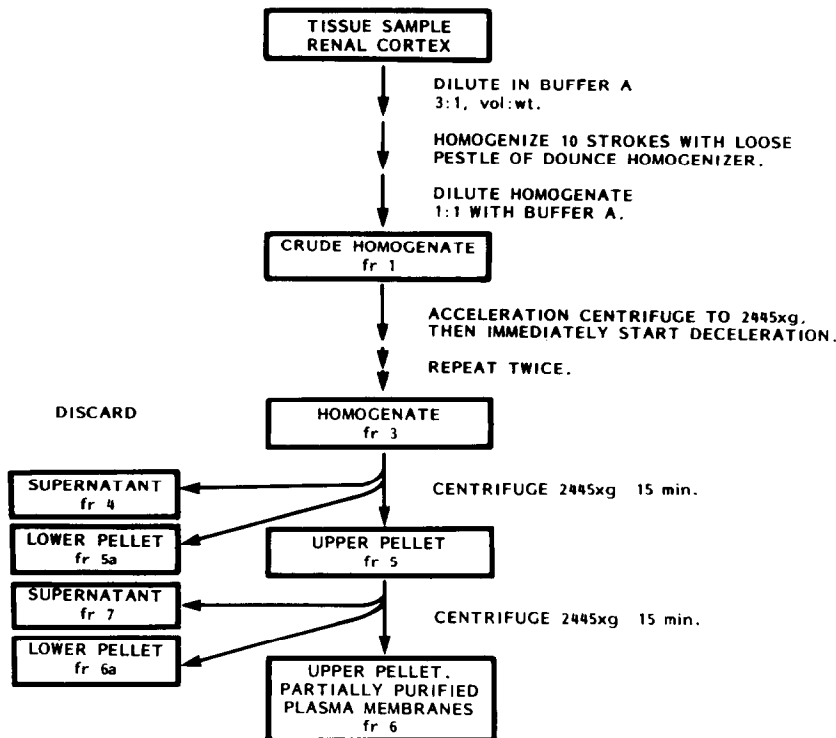 TISSUE SAMPLE
RENAL CORTEX
DILUTE IN BUFFER A
3:1, vol:wt.
HOMOGENIZE 10 STROKES WITH LOOSE
PESTLE OF DOUNCE HOMOGENIZER.
DILUTE HOMOGENATE
1:1 WITH BUFFER A.
CRUDE HOMOGENATE
fr 1
ACCELERATION CENTRIFUGE TO 2445xg,
THEN IMMEDIATELY START DECELERATION.
REPEAT TWICE.
DISCARD
HOMOGENATE
fr 3
SUPERNATANT
fr 4
CENTRIFUGE 2445xg 15 min.
LOWER PELLET
fr 5a
UPPER PELLET
fr 5
SUPERNATANT
fr 7
CENTRIFUGE 2445xg 15 min.
LOWER PELLET
fr 6a
UPPER PELLET.
PARTIALLY PURIFIED
PLASMA MEMBRANES
fr 6